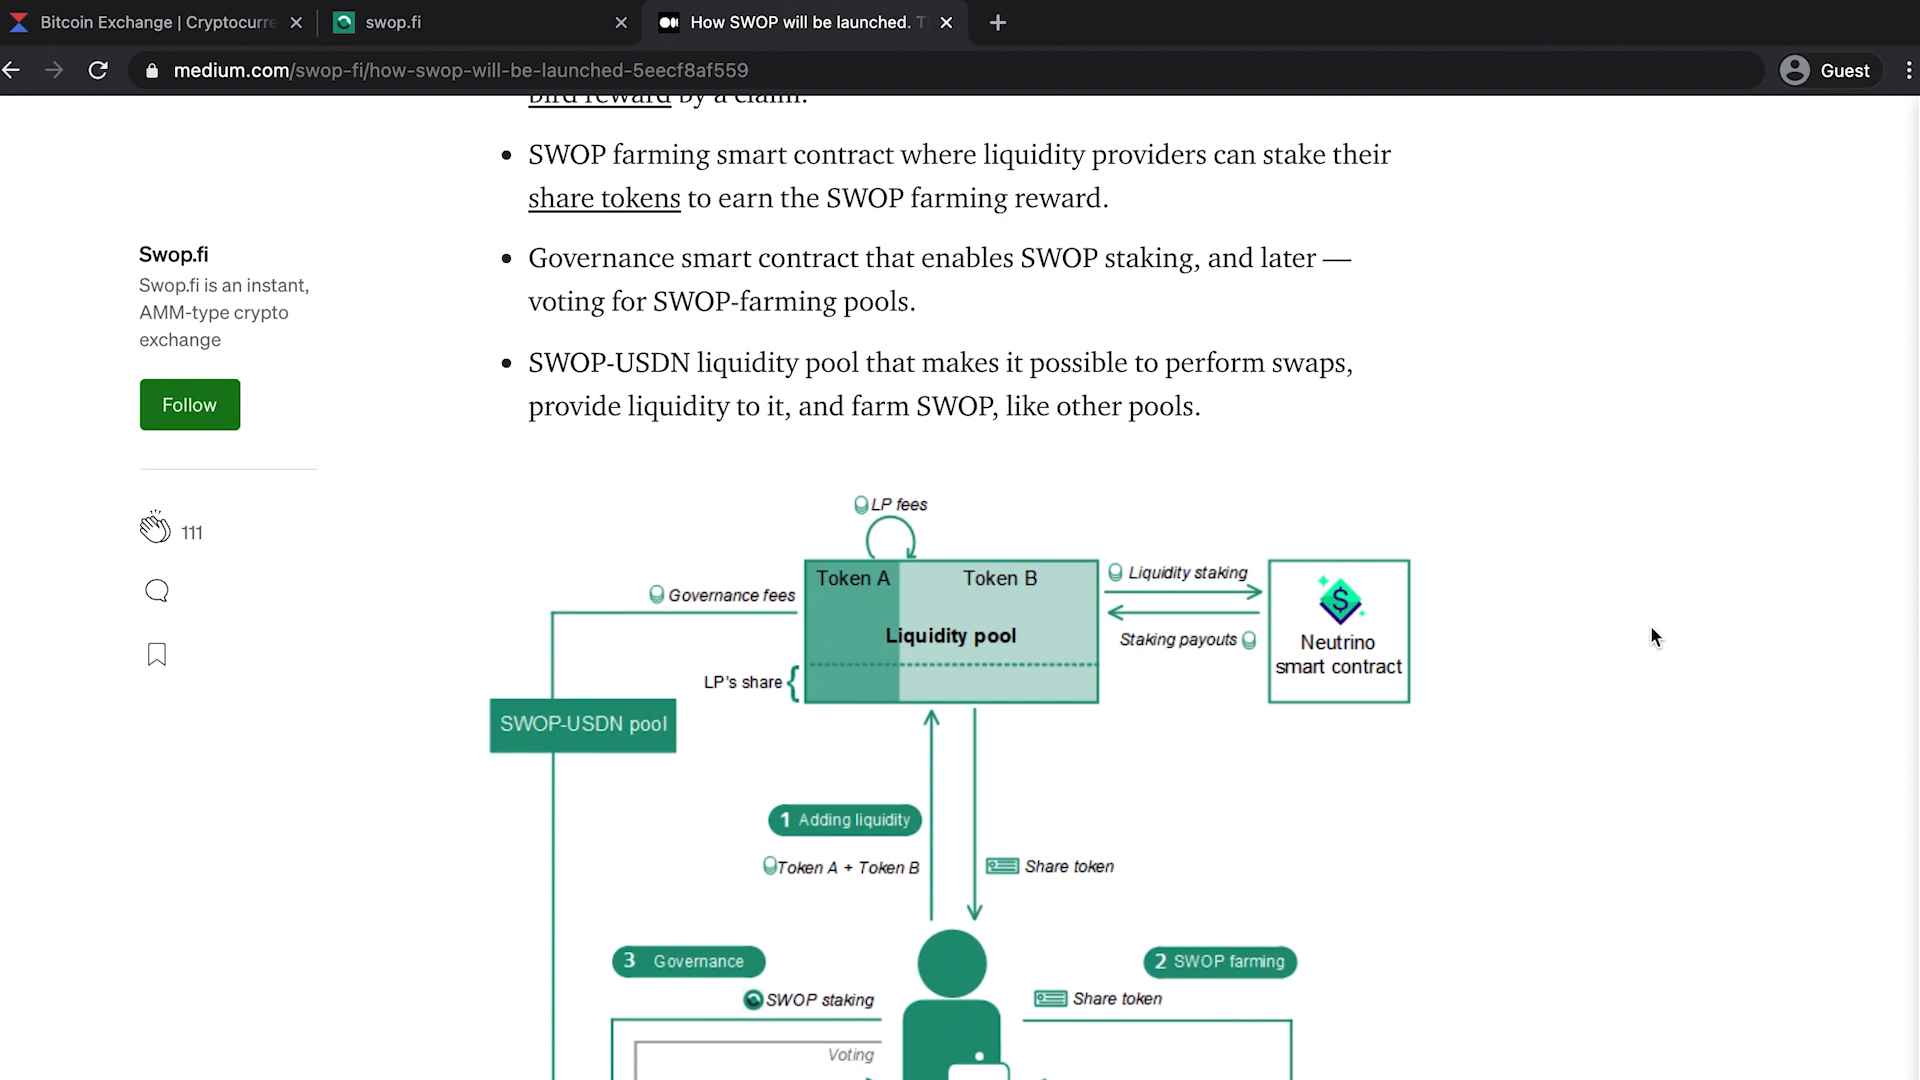 Bitcoin Exchange | Cryptocurre
swop.fi
How SWOP will be launched. T
medium.com/swop-fi/how-swop-will-be-launched-5eecf8af559
Guest
bird reward by a claim.
SWOP farming smart contract where liquidity providers can stake their
share tokens to earn the SWOP farming reward.
Governance smart contract that enables SWOP staking, and later —
voting for SWOP-farming pools.
SWOP-USDN liquidity pool that makes it possible to perform swaps,
provide liquidity to it, and farm SWOP, like other pools.
Swop.fi
Swop.fi is an instant,
AMM-type crypto
exchange
Follow
111
LP fees
Token A
Token B
Liquidity pool
Governance fees
LP's share
Liquidity staking
Staking payouts
$
Neutrino
smart contract
SWOP-USDN pool
1 Adding liquidity
Token A + Token B
Share token
3 Governance
SWOP staking
Voting
2 SWOP farming
Share token